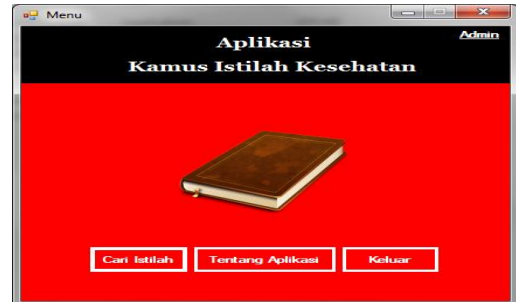 Menu
Admin
Aplikasi
Kamus Istilah Kesehatan
Cari Istilah
Tentang Aplikasi
Keluar